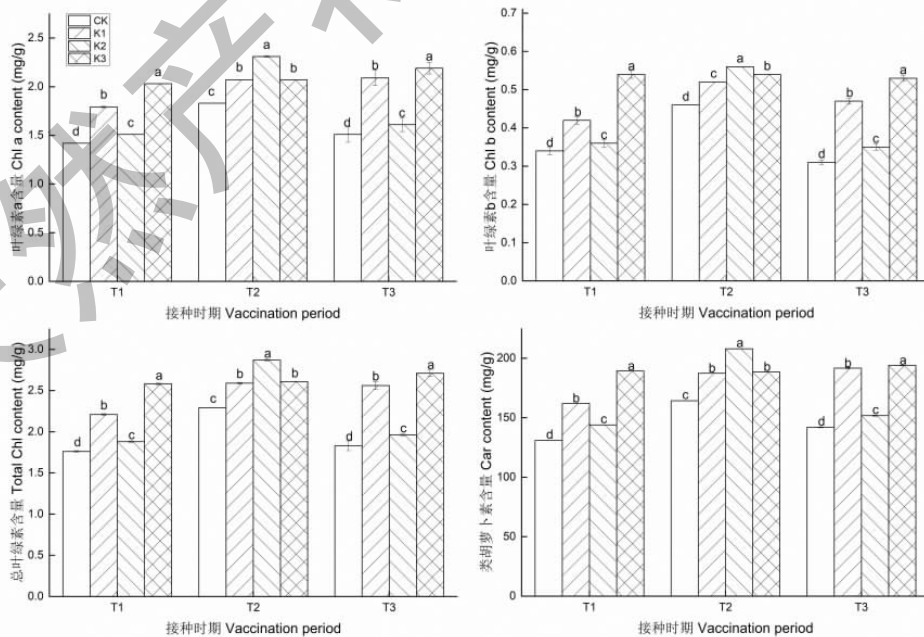 叶绿素a含量 Chl a content (mg/g)
2.5
2.0
1.5
1.0
0.5
0.0
CK
K1
K2
K3
d b c a
c b a b
d b c a
T1 T2 T3
接种时期 Vaccination period
叶绿素b含量 Chl b content (mg/g)
0.7
0.6
0.5
0.4
0.3
0.2
0.1
0.0
d b c a
d c a b
d b c a
T1 T2 T3
接种时期 Vaccination period
总叶绿素含量 Total Chl content (mg/g)
3.0
2.5
2.0
1.5
1.0
0.5
0.0
d b c a
c b a b
d b c a
T1 T2 T3
接种时期 Vaccination period
类胡萝卜素含量 Car content (mg/g)
200
150
100
50
0
d b c a
c b a b
d b c a
T1 T2 T3
接种时期 Vaccination period
然产